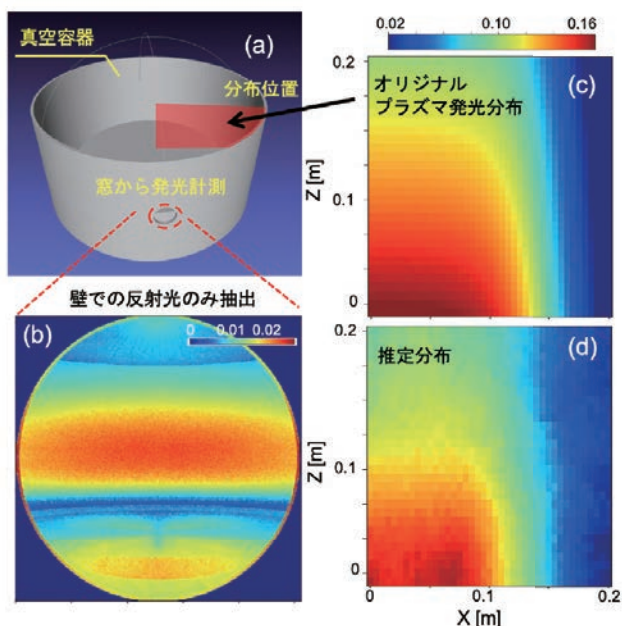 真空容器
(a)
分布位置
窓から発光計測
壁での反射光のみ抽出
(b)
0 0.01 0.02
0.02 0.10 0.16
オリジナル
プラズマ発光分布
(c)
0.2
Z [m]
0.1
0
推定分布
(d)
0.2
Z [m]
0.1
0
0 0.1 0.2
X [m]